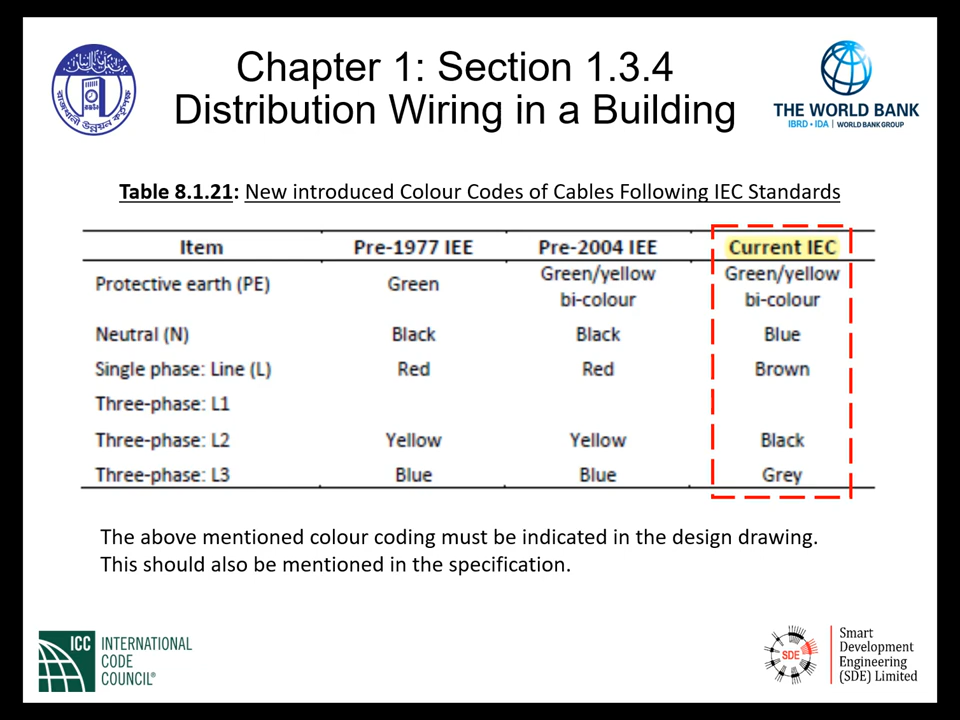 Chapter 1: Section 1.3.4
Distribution Wiring in a Building
THE WORLD BANK
IBRD • IDA | WORLD BANK GROUP
Table 8.1.21: New introduced Colour Codes of Cables Following IEC Standards
Item Pre-1977 IEE Pre-2004 IEE Current IEC
Protective earth (PE) Green Green/yellow bi-colour Green/yellow bi-colour
Neutral (N) Black Black Blue
Single phase: Line (L) Red Red Brown
Three-phase: L1
Three-phase: L2 Yellow Yellow Black
Three-phase: L3 Blue Blue Grey
The above mentioned colour coding must be indicated in the design drawing.
This should also be mentioned in the specification.
ICC INTERNATIONAL
CODE
COUNCIL®
SDE
Smart
Development
Engineering
(SDE) Limited